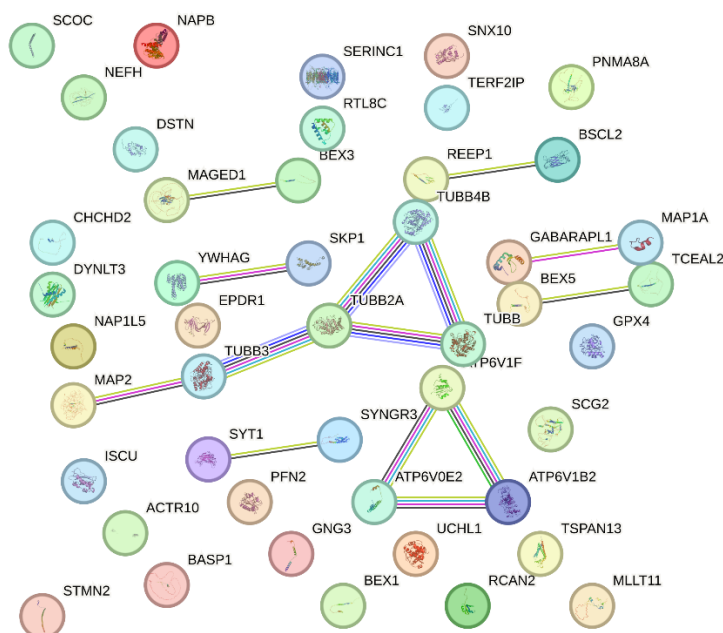 SCOC
NAPB
SNX10
SERINC1
PNMA8A
NEFH
TERF2IP
RTL8C
DSTN
BSCL2
REEP1
BEX3
MAGED1
TUBB4B
MAP1A
CHCHD2
GABARAPL1
SKP1
TCEAL2
YWHAG
DYNLT3
BEX5
EPDR1
TUBB2A
TUBB
NAP1L5
GPX4
TUBB3
ATP6V1F
MAP2
SCG2
SYNGR3
SYT1
ISCU
PFN2
ATP6V0E2
ATP6V1B2
ACTR10
GNG3
UCHL1
TSPAN13
BASP1
STMN2
BEX1
RCAN2
MLLT11